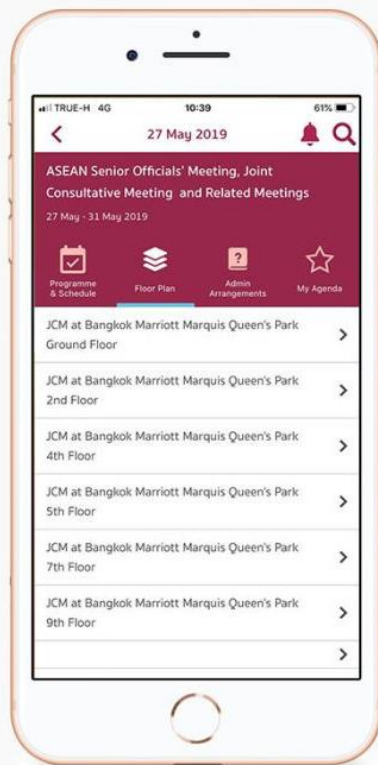 TRUE-H 4G 10:39 61%
27 May 2019
ASEAN Senior Officials' Meeting, Joint
Consultative Meeting and Related Meetings
27 May - 31 May 2019
Programme
& Schedule
Floor Plan
Admin
Arrangements
My Agenda
JCM at Bangkok Marriott Marquis Queen's Park
Ground Floor
JCM at Bangkok Marriott Marquis Queen's Park
2nd Floor
JCM at Bangkok Marriott Marquis Queen's Park
4th Floor
JCM at Bangkok Marriott Marquis Queen's Park
5th Floor
JCM at Bangkok Marriott Marquis Queen's Park
7th Floor
JCM at Bangkok Marriott Marquis Queen's Park
9th Floor